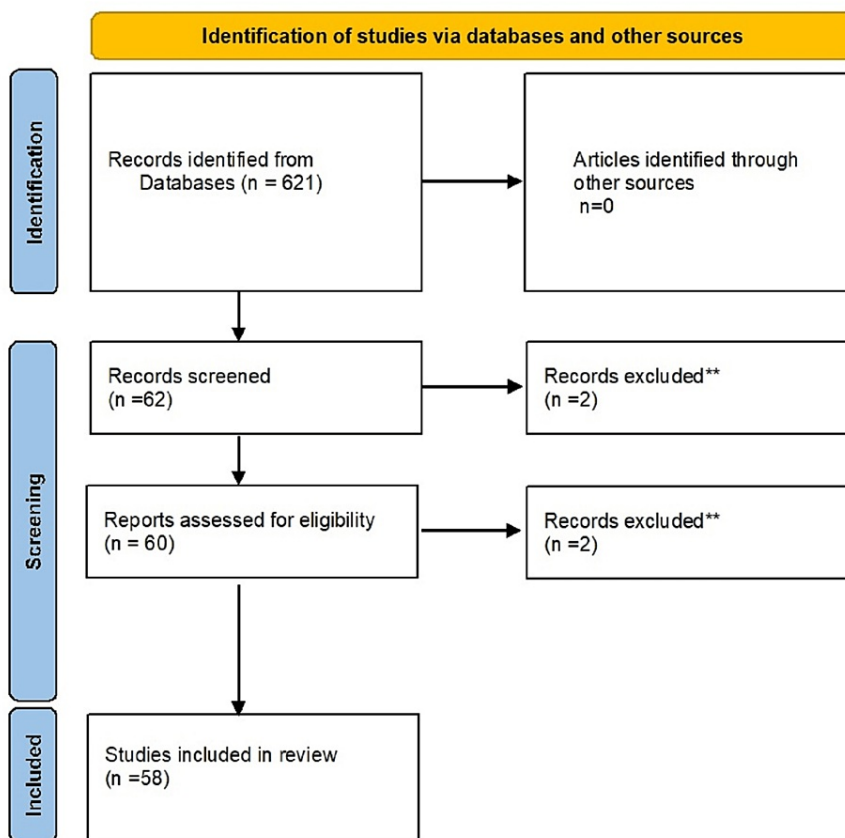 Identification of studies via databases and other sources
Identification
Records identified from
Databases (n = 621)
Articles identified through
other sources
n=0
Screening
Records screened
(n =62)
Records excluded**
(n =2)
Reports assessed for eligibility
(n = 60)
Records excluded**
(n =2)
Included
Studies included in review
(n =58)